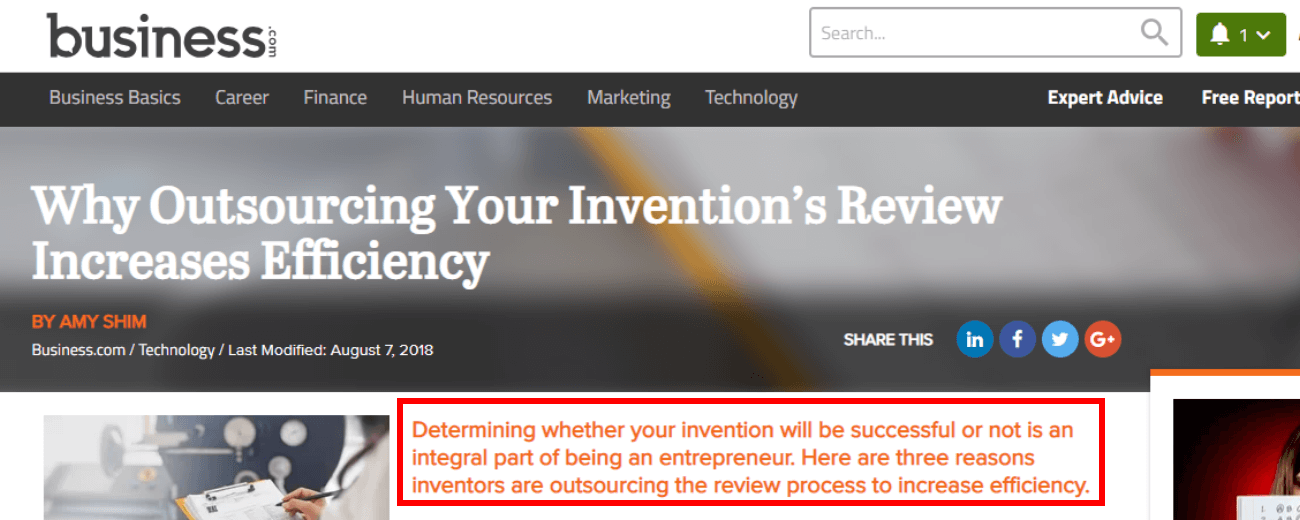 business.com
Search...
1
Business Basics Career Finance Human Resources Marketing Technology Expert Advice Free Report
Why Outsourcing Your Invention’s Review
Increases Efficiency
BY AMY SHIM
Business.com / Technology / Last Modified: August 7, 2018
SHARE THIS in f G+
Determining whether your invention will be successful or not is an
integral part of being an entrepreneur. Here are three reasons
inventors are outsourcing the review process to increase efficiency.